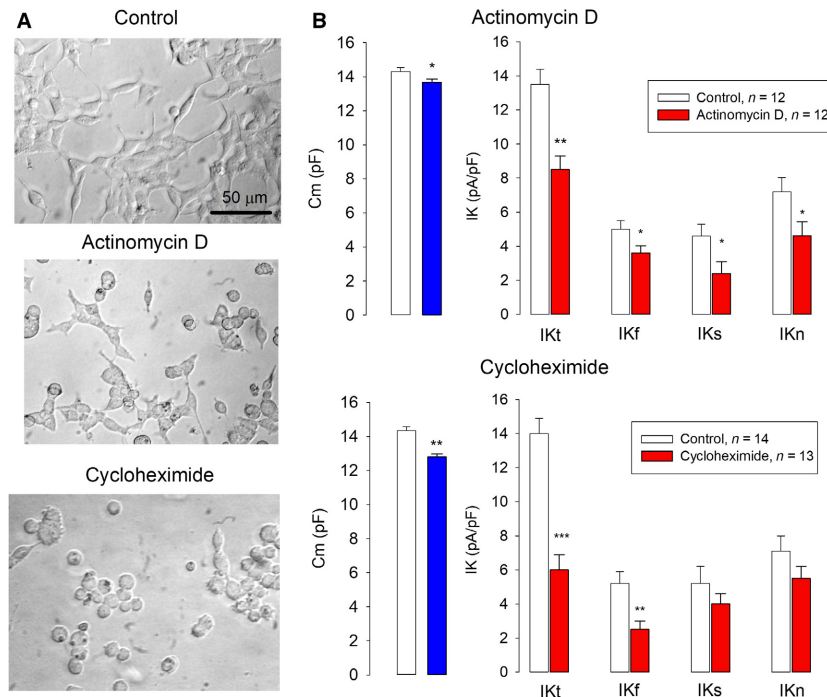 A
Control
50 μm
Actinomycin D
Cycloheximide
B
Actinomycin D
16
14
12
10
8
6
4
2
0
Cm (pF)
*
16
14
12
10
8
6
4
2
0
IK (pA/pF)
Control, n = 12
Actinomycin D, n = 12
**
*
*
*
IKt IKf IKs IKn
Cycloheximide
16
14
12
10
8
6
4
2
0
Cm (pF)
**
16
14
12
10
8
6
4
2
0
IK (pA/pF)
Control, n = 14
Cycloheximide, n = 13
***
**
IKt IKf IKs IKn